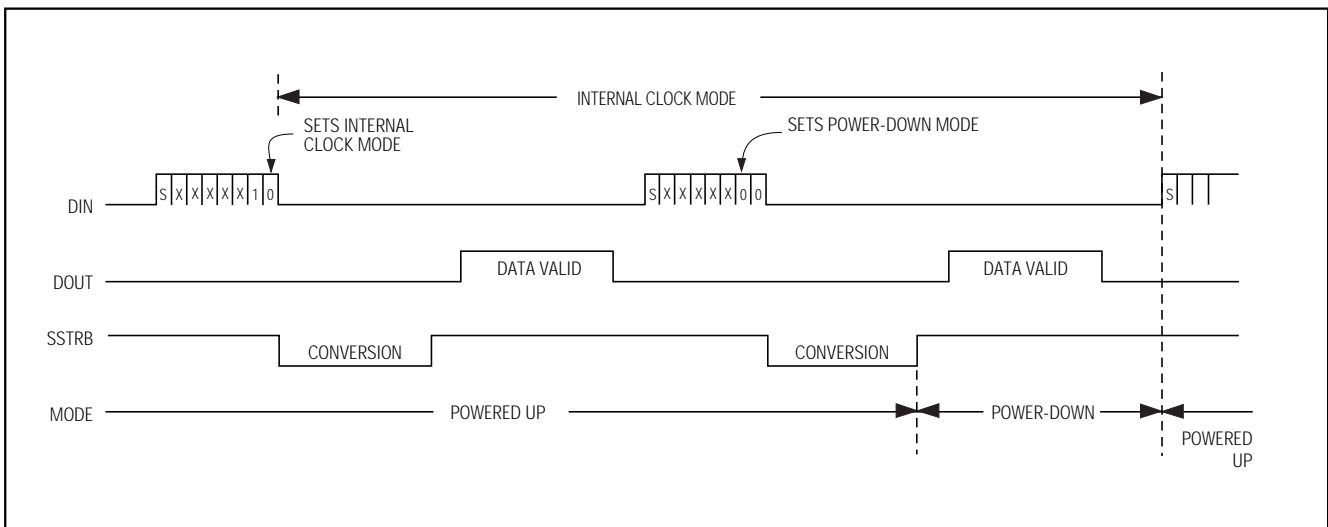 INTERNAL CLOCK MODE
SETS INTERNAL
CLOCK MODE
SETS POWER-DOWN MODE
DIN
S X X X X X 1 0
S X X X X X 0 0
S
DOUT
DATA VALID
DATA VALID
SSTRB
CONVERSION
CONVERSION
MODE
POWERED UP
POWER-DOWN
POWERED
UP